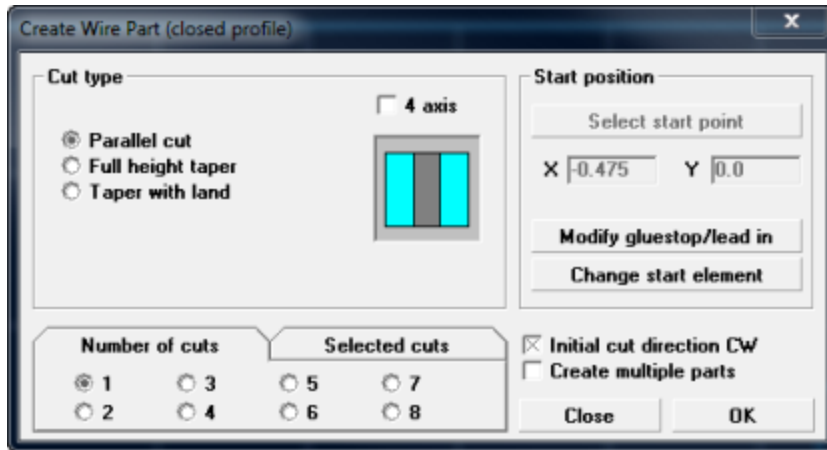 Create Wire Part (closed profile)
x
Cut type
4 axis
Parallel cut
Full height taper
Taper with land
Start position
Select start point
X -0.475 Y 0.0
Modify gluestop/lead in
Change start element
Number of cuts
Selected cuts
1 3 5 7
2 4 6 8
Initial cut direction CW
Create multiple parts
Close OK